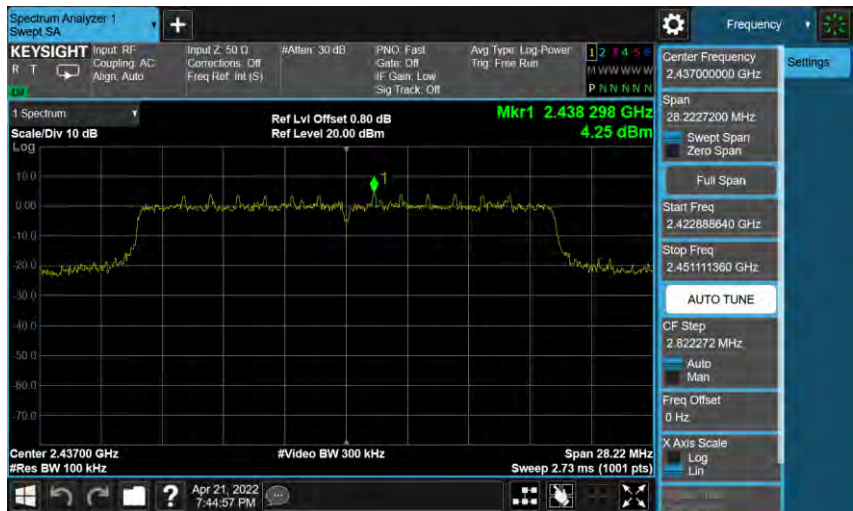 Spectrum Analyzer 1
Swept SA
+
Frequency
KEYSIGHT
R T
LM
Input: RF
Coupling: AC
Align: Auto
Input Z: 50 Ω
Corrections: Off
Freq Ref: Int (S)
#Atten: 30 dB
PNO: Fast
Gate: Off
IF Gain: Low
Sig Track: Off
Avg Type: Log-Power
Trig: Free Run
1 2 3 4 5 6
M W W W W W
P N N N N N
1 Spectrum
Scale/Div 10 dB
Ref Lvl Offset 0.80 dB
Ref Level 20.00 dBm
Mkr1 2.438 298 GHz
4.25 dBm
Log
10.0
0.00
-10.0
-20.0
-30.0
-40.0
-50.0
-60.0
-70.0
1
Center 2.43700 GHz
#Res BW 100 kHz
#Video BW 300 kHz
Span 28.22 MHz
Sweep 2.73 ms (1001 pts)
Center Frequency
2.437000000 GHz
Span
28.2227200 MHz
Swept Span
Zero Span
Full Span
Start Freq
2.422888640 GHz
Stop Freq
2.451111360 GHz
AUTO TUNE
CF Step
2.822272 MHz
Auto
Man
Freq Offset
0 Hz
X Axis Scale
Log
Lin
Settings
?
Apr 21, 2022
7:44:57 PM